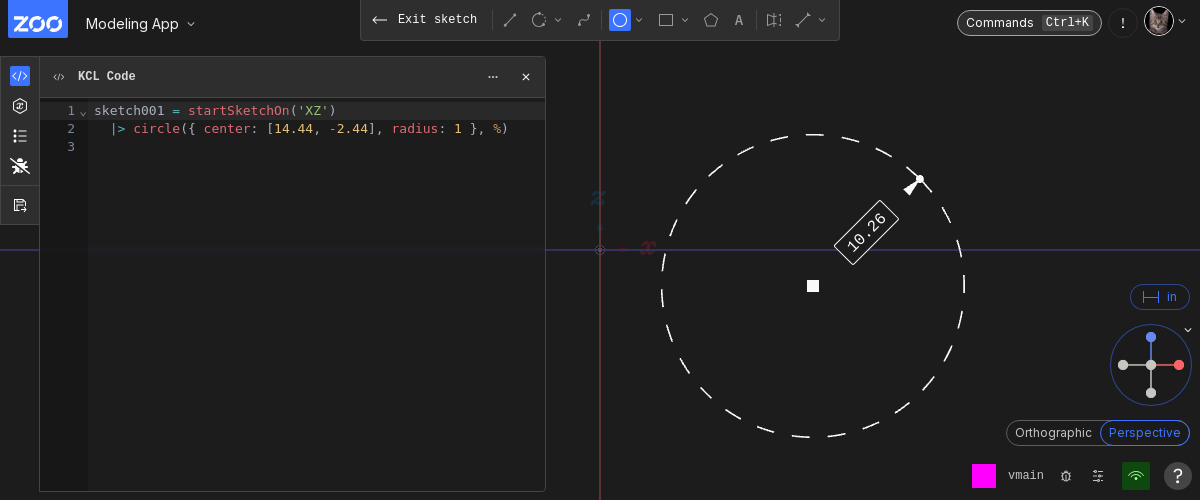 ZOO
Modeling App
Exit sketch
A
Commands Ctrl+K
!
KCL Code
1 sketch001 = startSketchOn('XZ')
2 |> circle({ center: [14.44, -2.44], radius: 1 }, %)
3
z
x
10.26
in
Orthographic Perspective
vmain
?